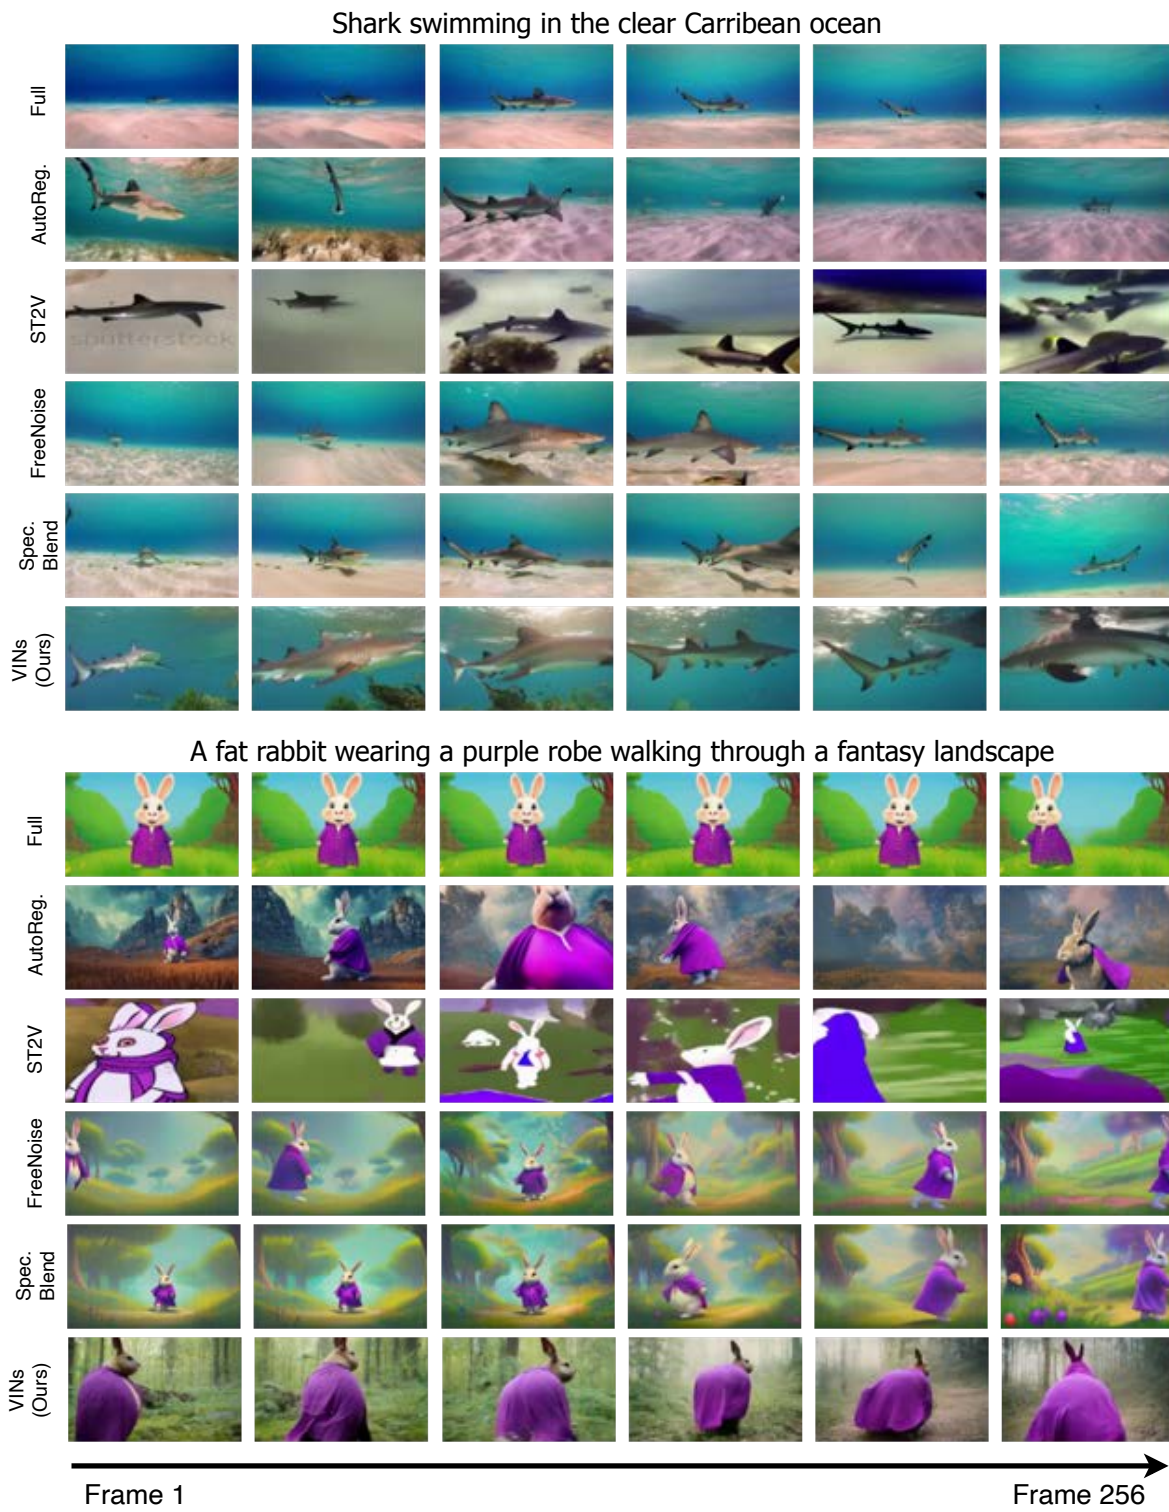 Shark swimming in the clear Carribean ocean
Full
AutoReg.
ST2V
shutterstock
FreeNoise
Spec.
Blend
VINs
(Ours)
A fat rabbit wearing a purple robe walking through a fantasy landscape
Full
AutoReg.
ST2V
FreeNoise
Spec.
Blend
VINs
(Ours)
Frame 1
Frame 256